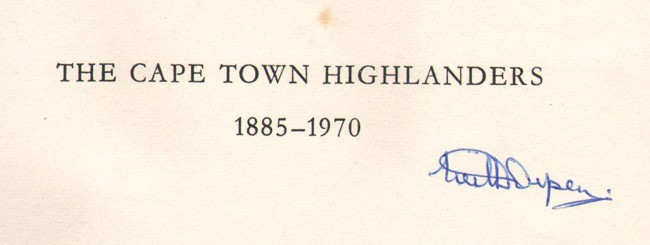 THE CAPE TOWN HIGHLANDERS
1885–1970